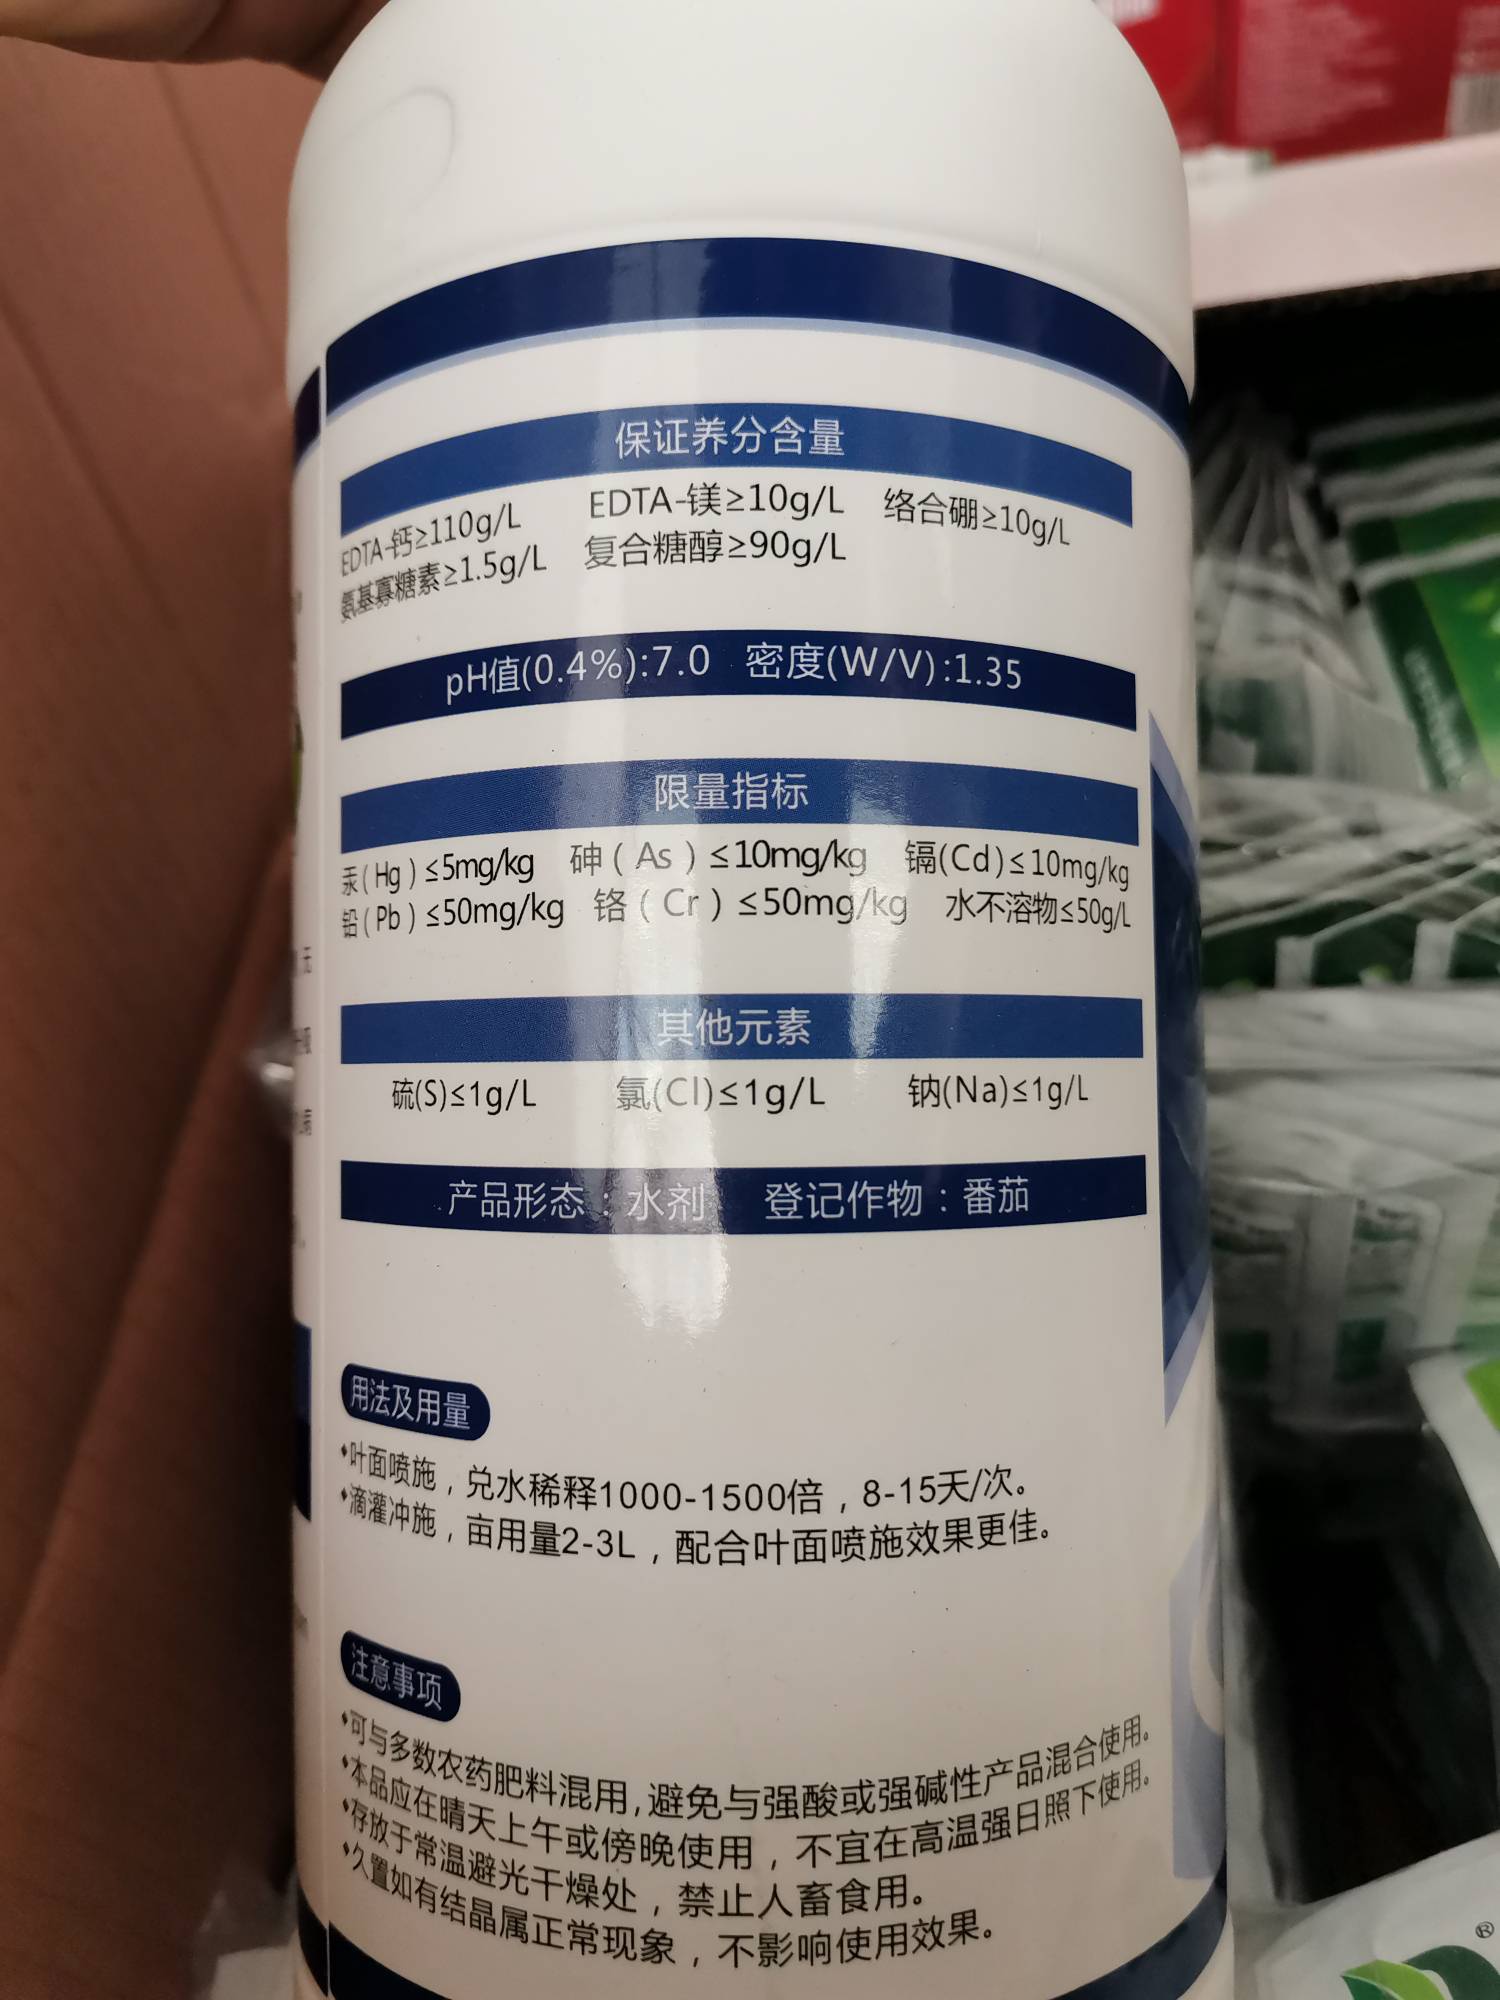 保证养分含量
EDTA-钙≥110g/L EDTA-镁≥10g/L 络合硼≥10g/L
氨基寡糖素≥1.5g/L 复合糖醇≥90g/L
pH值(0.4%):7.0 密度(W/V):1.35
限量指标
汞(Hg)≤5mg/kg 砷(As)≤10mg/kg 镉(Cd)≤10mg/kg
铅(Pb)≤50mg/kg 铬(Cr)≤50mg/kg 水不溶物≤50g/L
其他元素
硫(S)≤1g/L 氯(Cl)≤1g/L 钠(Na)≤1g/L
产品形态:水剂 登记作物:番茄
用法及用量
•叶面喷施，兑水稀释1000-1500倍，8-15天/次。
•滴灌冲施，亩用量2-3L，配合叶面喷施效果更佳。
注意事项
•可与多数农药肥料混用,避免与强酸或强碱性产品混合使用。
•本品应在晴天上午或傍晚使用，不宜在高温强日照下使用。
•存放于常温避光干燥处，禁止人畜食用。
•久置如有结晶属正常现象，不影响使用效果。